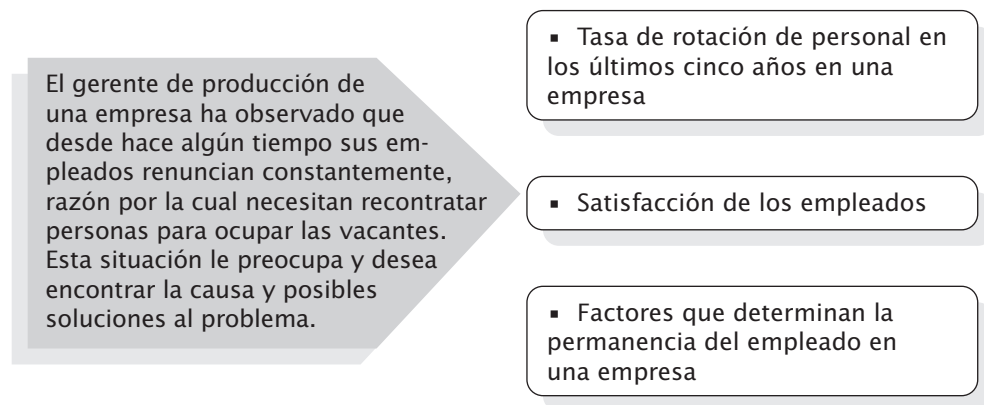 El gerente de producción de
una empresa ha observado que
desde hace algún tiempo sus em-
pleados renuncian constantemente,
razón por la cual necesitan recontratar
personas para ocupar las vacantes.
Esta situación le preocupa y desea
encontrar la causa y posibles
soluciones al problema.
▪ Tasa de rotación de personal en
los últimos cinco años en una
empresa
▪ Satisfacción de los empleados
▪ Factores que determinan la
permanencia del empleado en
una empresa